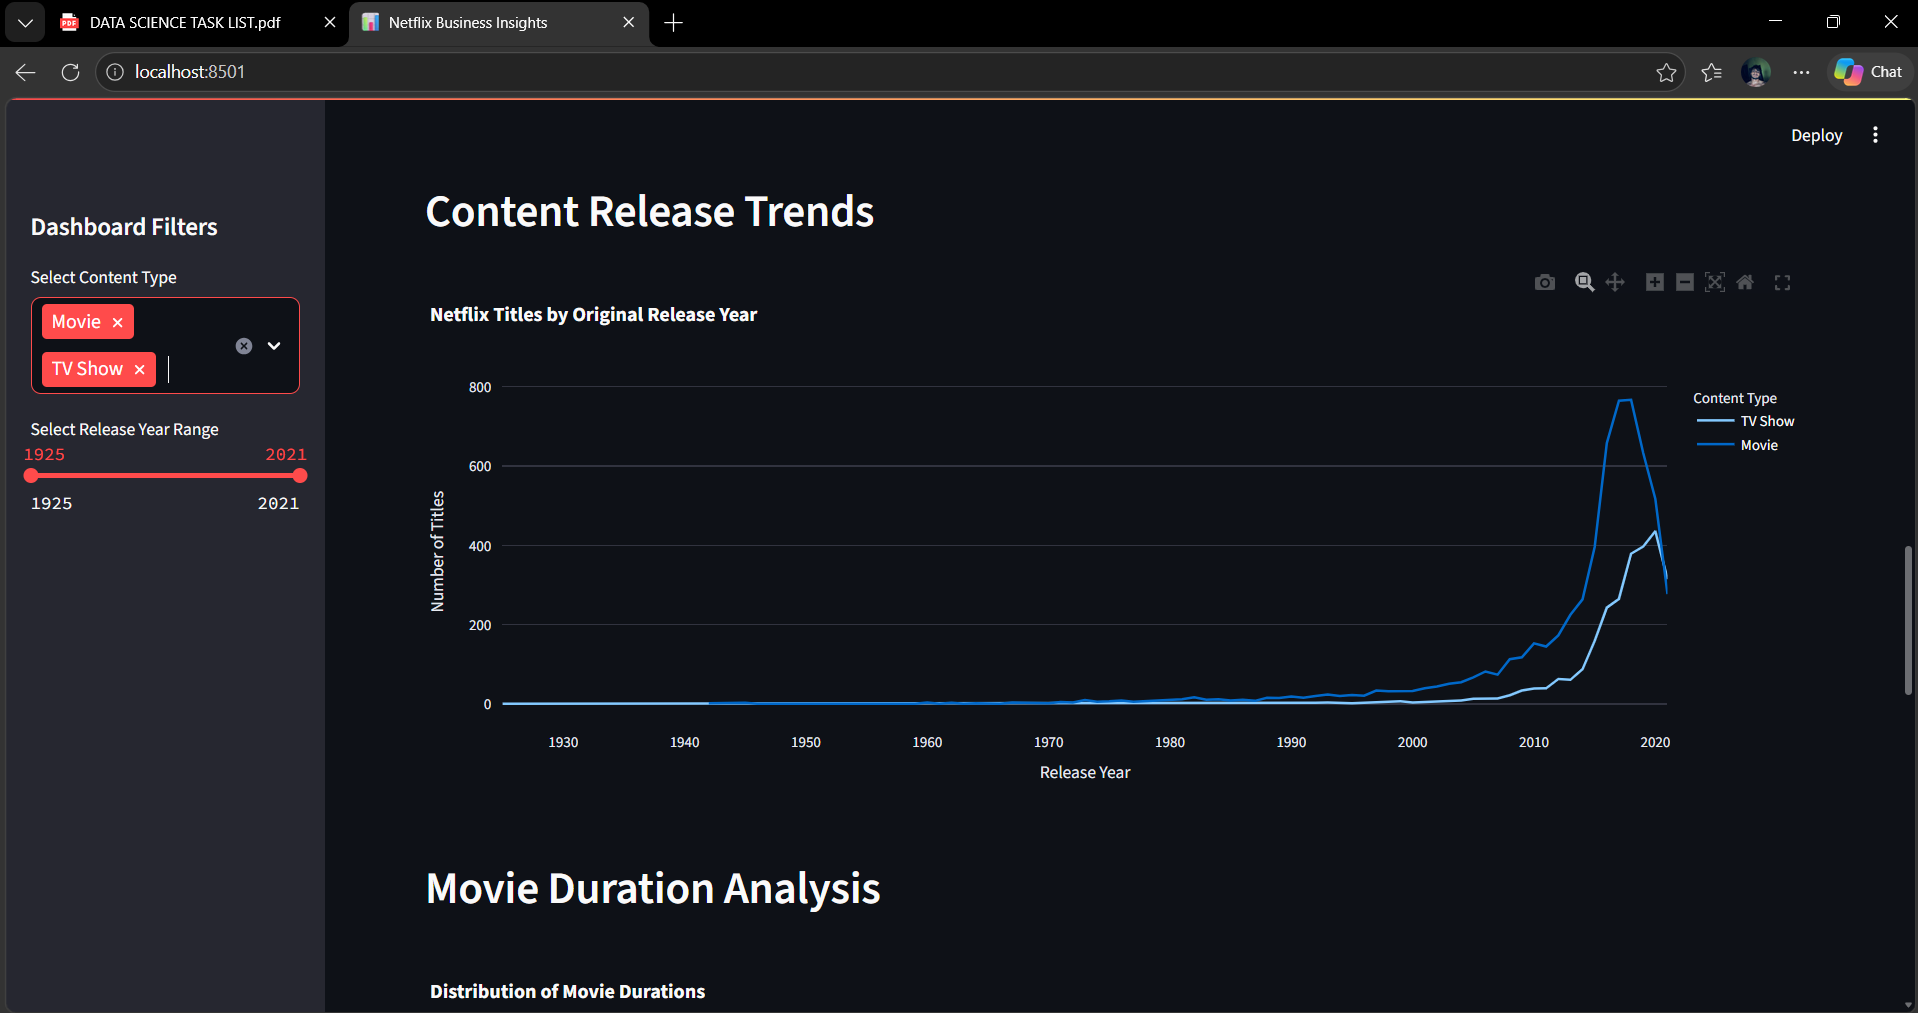 DATA SCIENCE TASK LIST.pdf
Netflix Business Insights
localhost:8501
Chat
Deploy
Dashboard Filters
Select Content Type
Movie
TV Show
Select Release Year Range
1925 2021
1925 2021
Content Release Trends
Netflix Titles by Original Release Year
800
600
400
200
0
Number of Titles
1930 1940 1950 1960 1970 1980 1990 2000 2010 2020
Release Year
Content Type
TV Show
Movie
Movie Duration Analysis
Distribution of Movie Durations